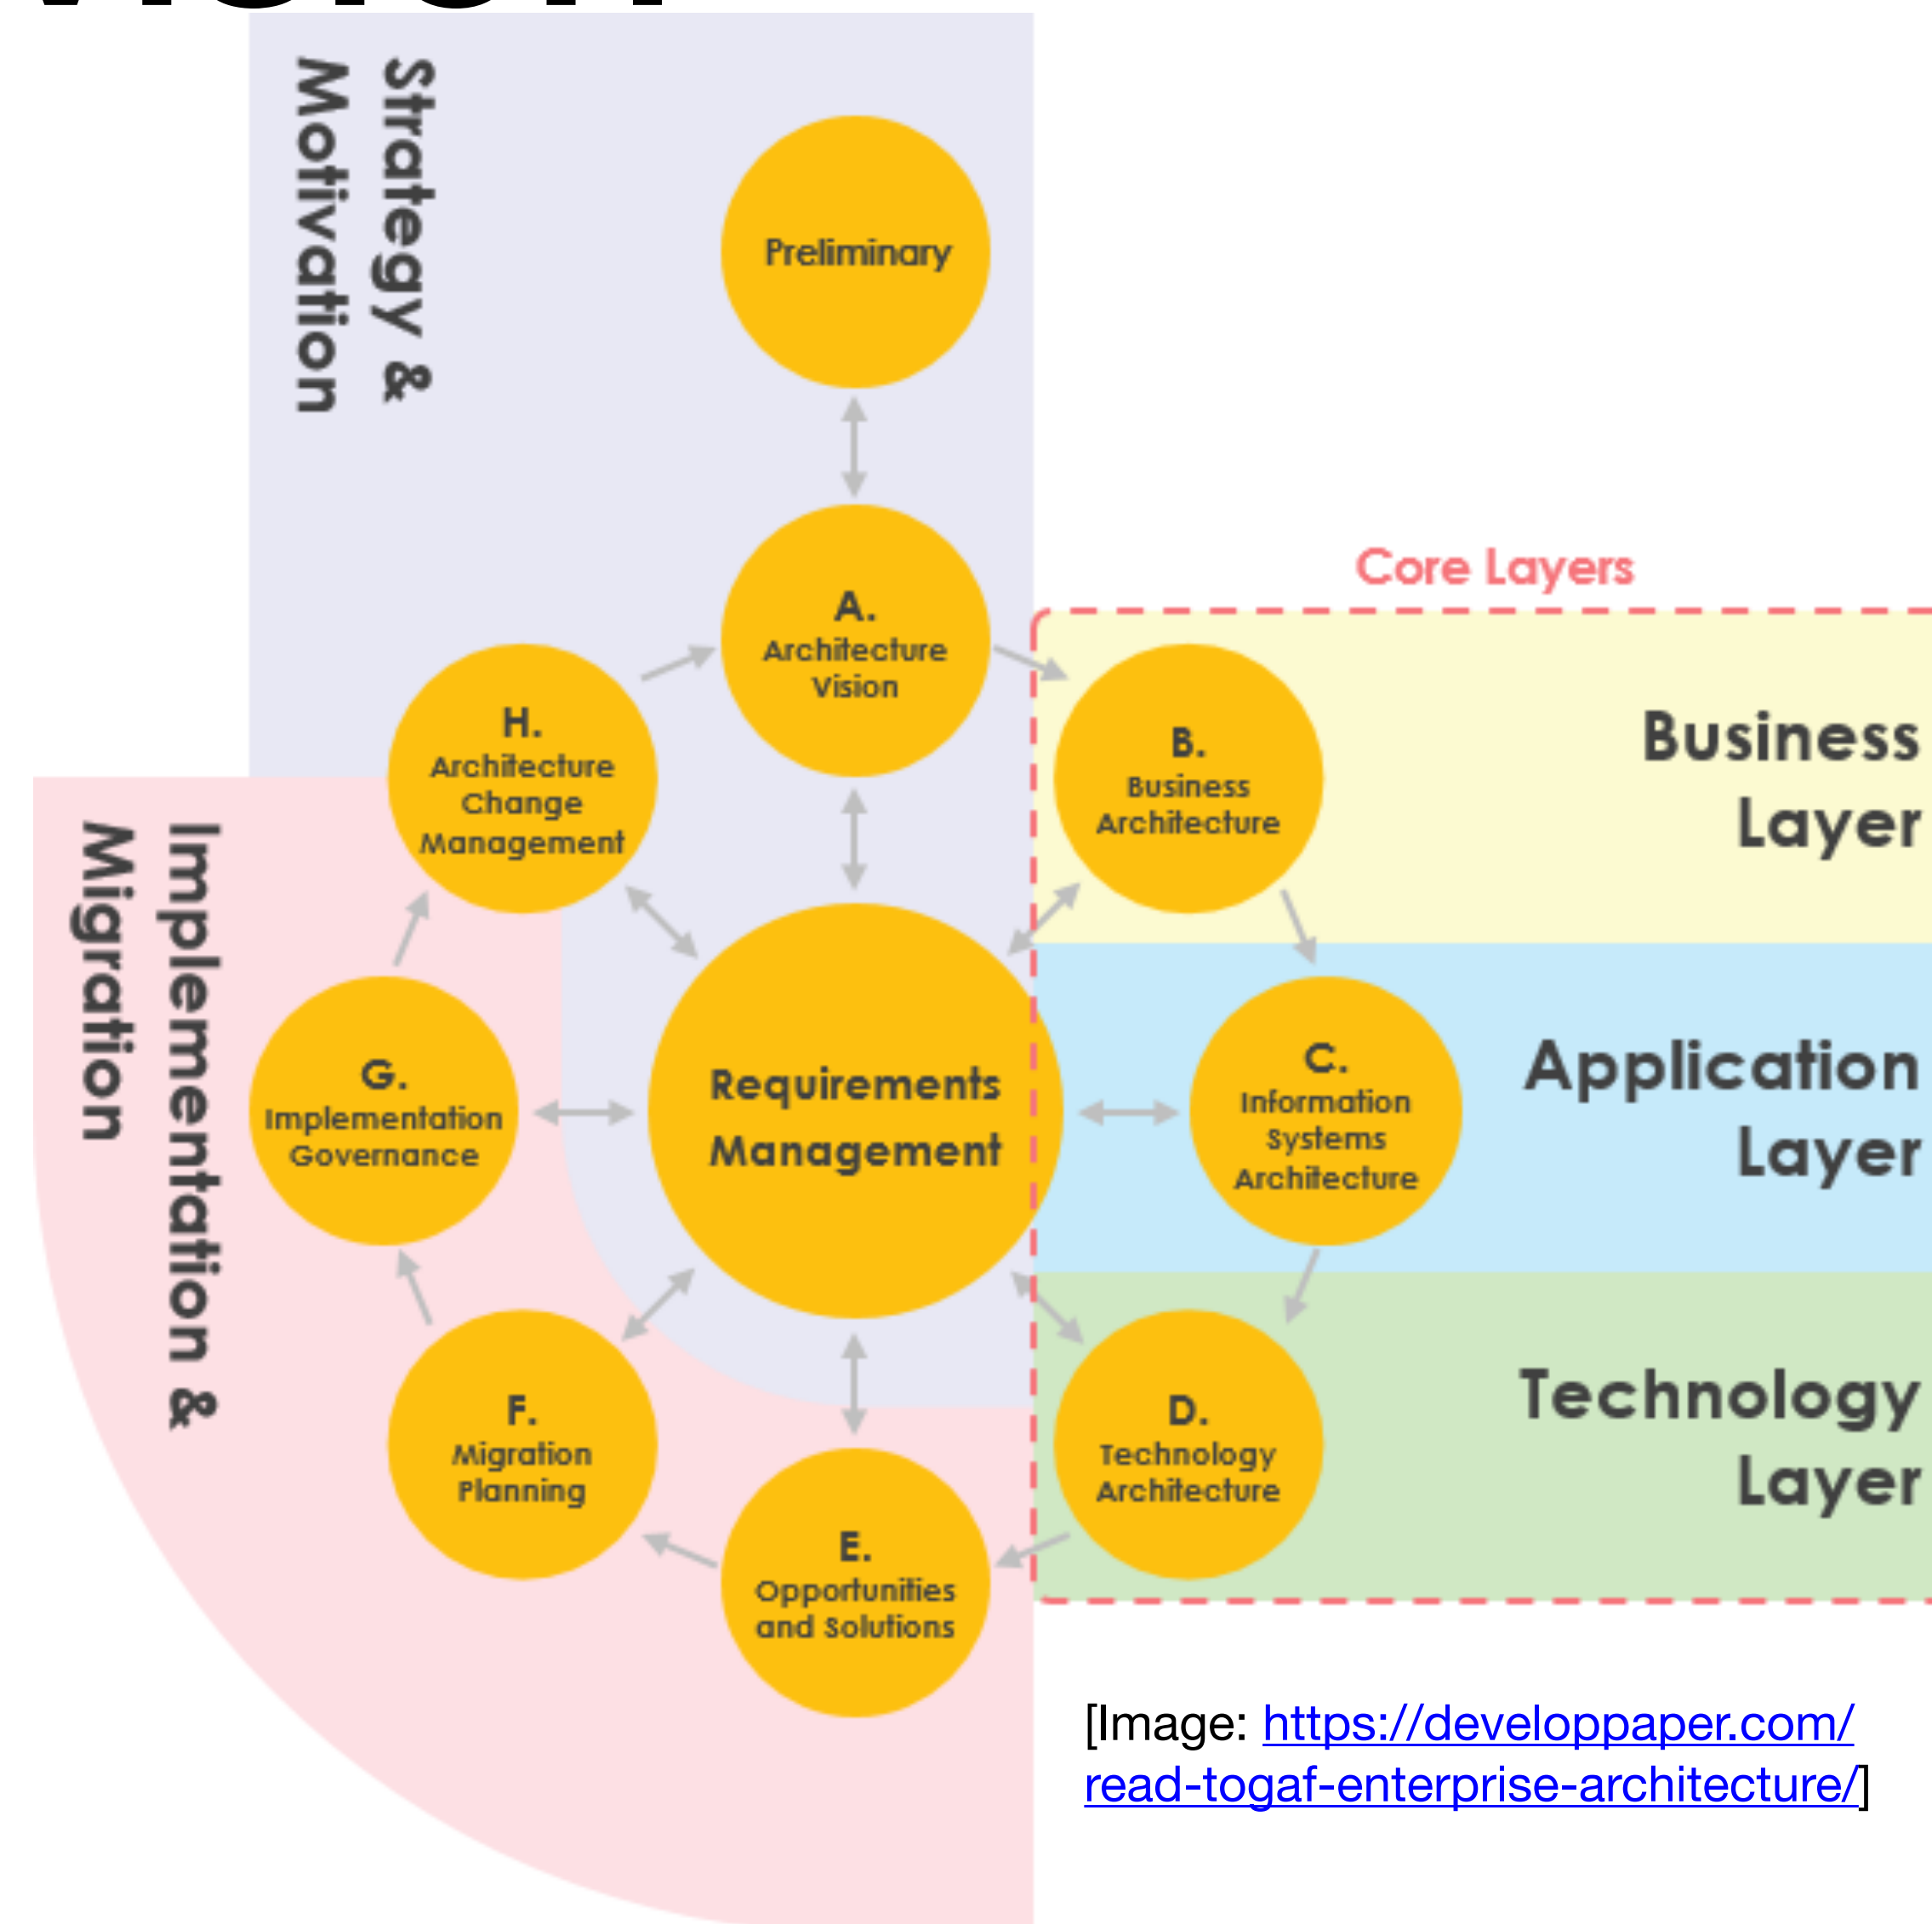 Strategy &
Motivation
Preliminary
Core Layers
A.
Architecture
Vision
H.
Architecture
Change
Management
B.
Business
Architecture
Business
Layer
Implementation &
Migration
G.
Implementation
Governance
Requirements
Management
C.
Information
Systems
Architecture
Application
Layer
F.
Migration
Planning
D.
Technology
Architecture
Technology
Layer
E.
Opportunities
and Solutions
[Image: https://developpaper.com/
read-togaf-enterprise-architecture/]